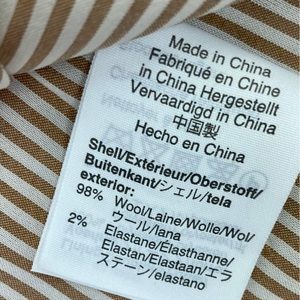 Made in China
Fabriqué en Chine
in China Hergestellt
Vervaardigd in China
中国製
Hecho en China
Shell/Extérieur/Oberstoff/
Buitenkant/シェル/tela
exterior:
98% Wool/Laine/Wolle/Wol/
ウール/lana
2% Elastane/Élasthanne/
Elastan/Elastaan/エラ
ステーン/elastano